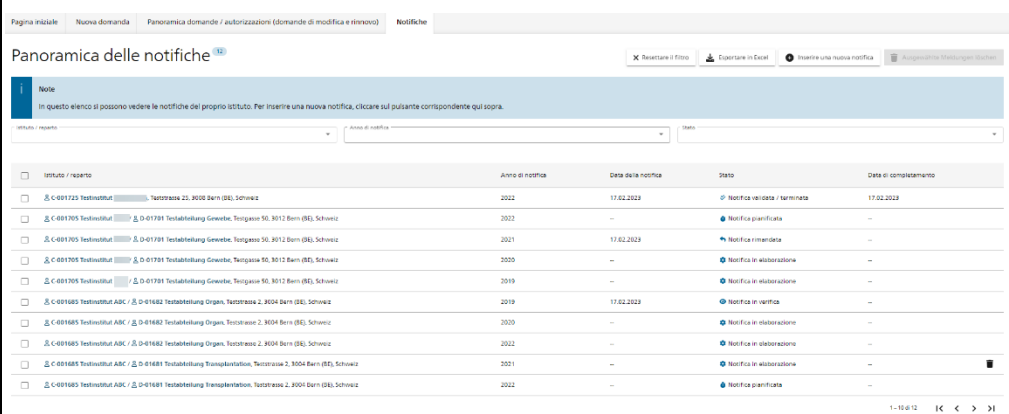 Pagina iniziale Nuova domanda Panoramica domande / autorizzazioni (domande di modifica e rinnovo) Notifiche
Panoramica delle notifiche 12
Resettare il filtro Esportare in Excel Inserire una nuova notifica Ausgewählte Meldungen löschen
i Note
In questo elenco si possono vedere le notifiche del proprio istituto. Per inserire una nuova notifica, cliccare sul pulsante corrispondente qui sopra.
Istituto / reparto Anno di notifica Stato
Istituto / reparto Anno di notifica Data della notifica Stato Data di completamento
C-001725 Testinstitut , Teststrasse 25, 3008 Bern (BE), Schweiz 2022 17.02.2023 Notifica validata / terminata 17.02.2023
C-001705 Testinstitut / D-01701 Testabteilung Gewebe, Testgasse 50, 3012 Bern (BE), Schweiz 2022 -- Notifica pianificata --
C-001705 Testinstitut / D-01701 Testabteilung Gewebe, Testgasse 50, 3012 Bern (BE), Schweiz 2021 17.02.2023 Notifica rimandata --
C-001705 Testinstitut / D-01701 Testabteilung Gewebe, Testgasse 50, 3012 Bern (BE), Schweiz 2020 -- Notifica in elaborazione --
C-001705 Testinstitut / D-01701 Testabteilung Gewebe, Testgasse 50, 3012 Bern (BE), Schweiz 2019 -- Notifica in elaborazione --
C-001685 Testinstitut ABC / D-01682 Testabteilung Organ, Teststrasse 2, 3004 Bern (BE), Schweiz 2019 17.02.2023 Notifica in verifica --
C-001685 Testinstitut ABC / D-01682 Testabteilung Organ, Teststrasse 2, 3004 Bern (BE), Schweiz 2020 -- Notifica in elaborazione --
C-001685 Testinstitut ABC / D-01682 Testabteilung Organ, Teststrasse 2, 3004 Bern (BE), Schweiz 2022 -- Notifica in elaborazione --
C-001685 Testinstitut ABC / D-01681 Testabteilung Transplantation, Teststrasse 2, 3004 Bern (BE), Schweiz 2021 -- Notifica in elaborazione --
C-001685 Testinstitut ABC / D-01681 Testabteilung Transplantation, Teststrasse 2, 3004 Bern (BE), Schweiz 2022 -- Notifica pianificata --
1 – 10 di 12